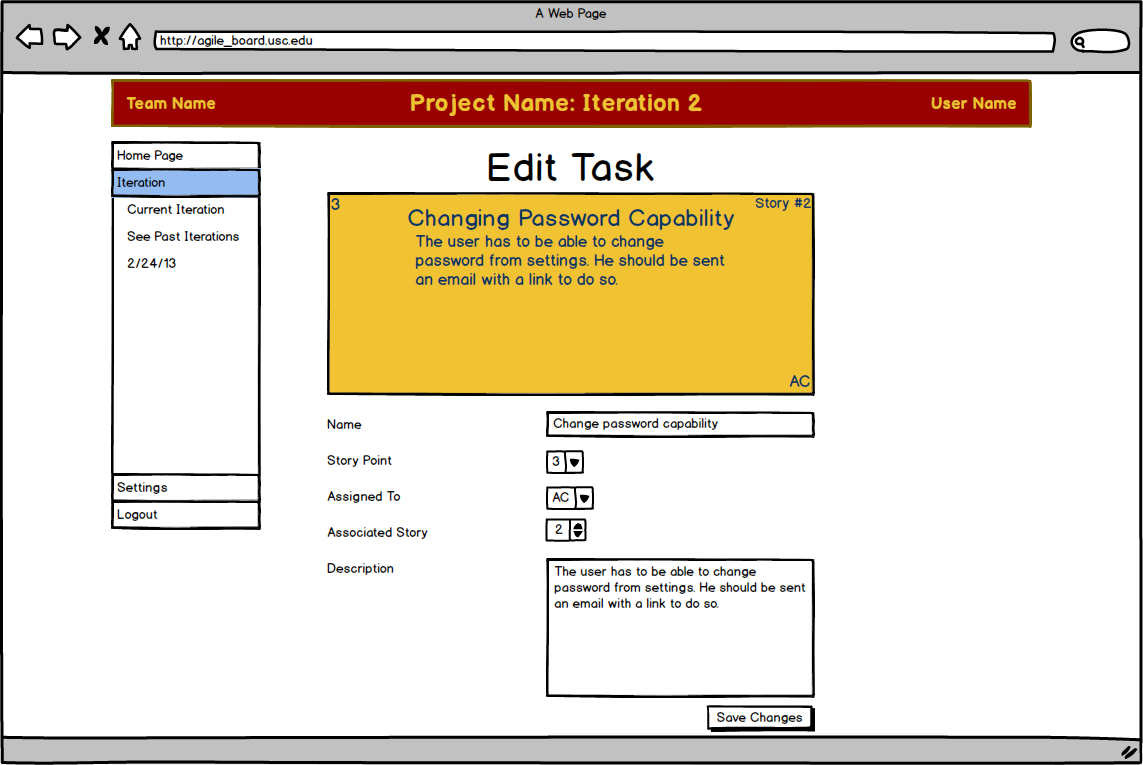 A Web Page
http://agile_board.usc.edu
Team Name
Project Name: Iteration 2
User Name
Home Page
Iteration
Current Iteration
See Past Iterations
2/24/13
Settings
Logout
Edit Task
3
Story #2
Changing Password Capability
The user has to be able to change
password from settings. He should be sent
an email with a link to do so.
AC
Name
Change password capability
Story Point
3
Assigned To
AC
Associated Story
2
Description
The user has to be able to change
password from settings. He should be sent
an email with a link to do so.
Save Changes